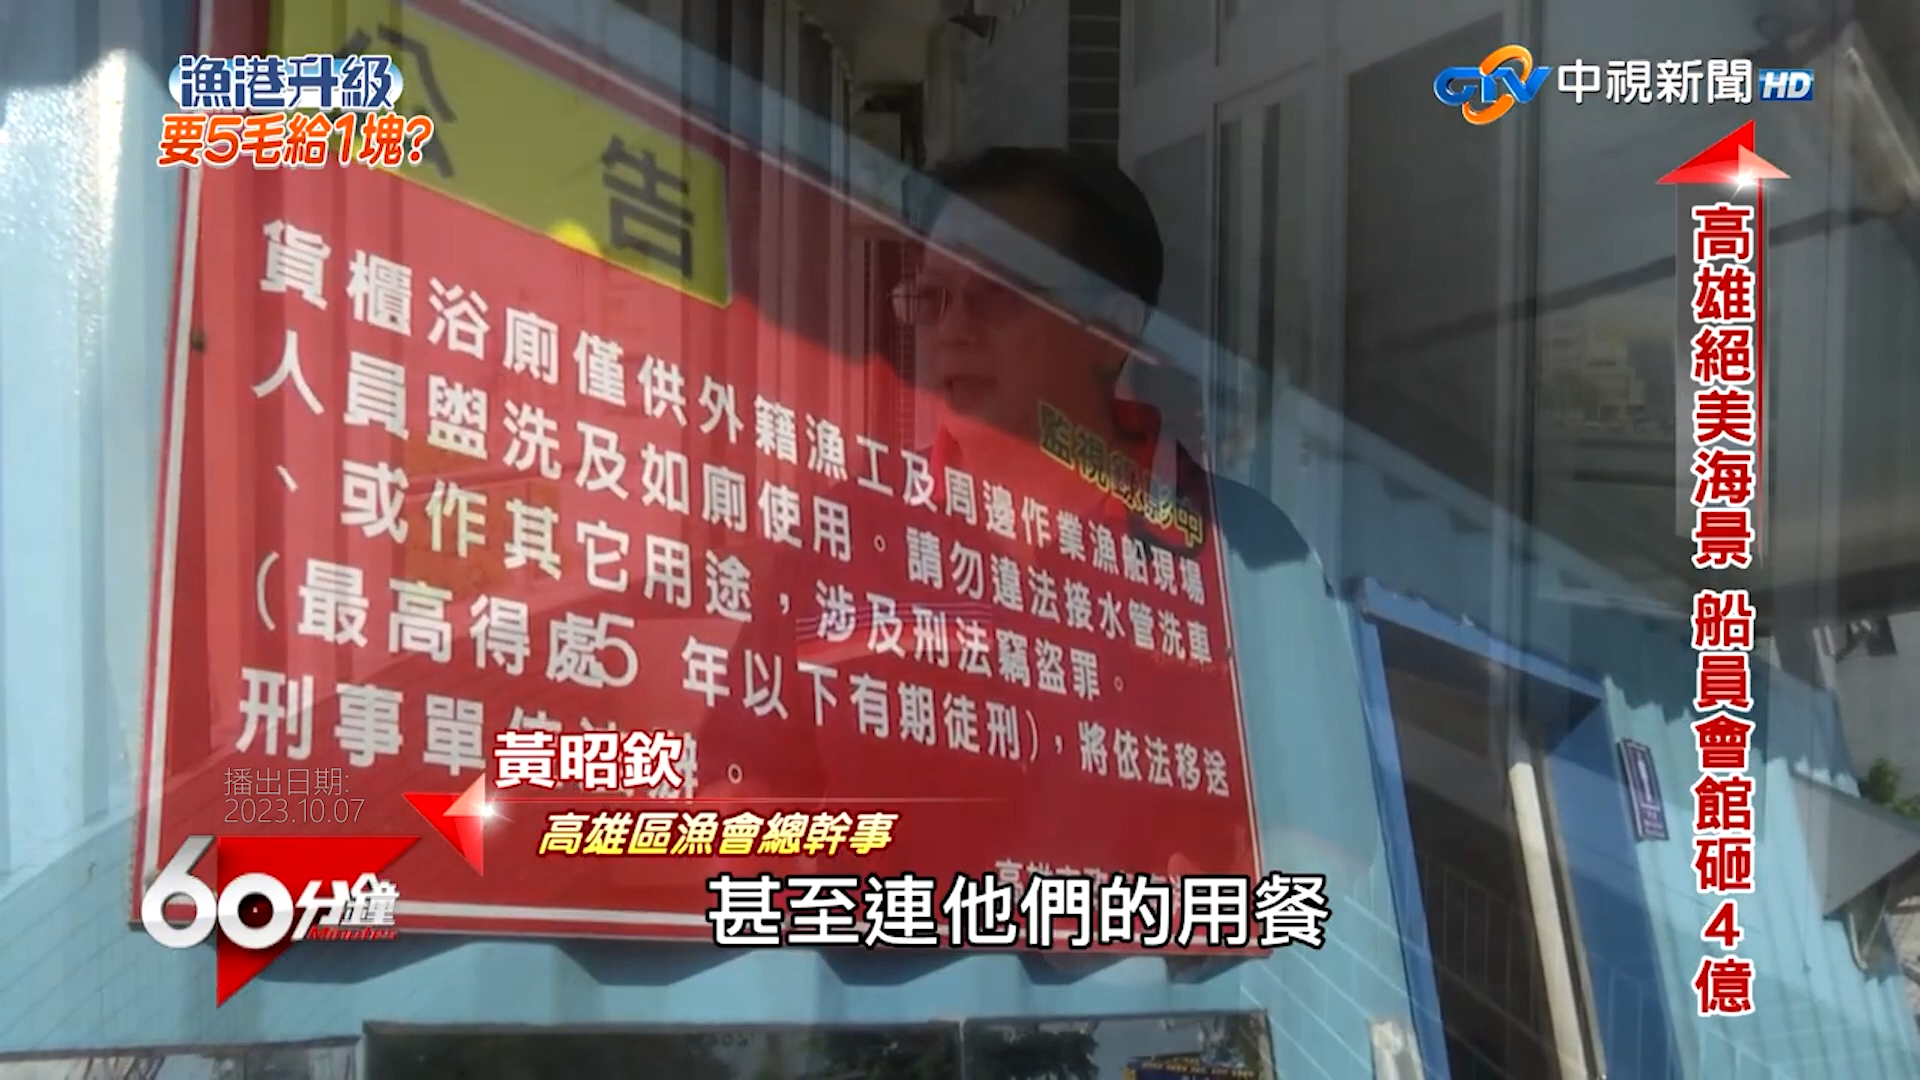 漁港升級
要5毛給1塊?
CTV中視新聞HD
高雄絕美海景 船員會館砸4億
公告
貨櫃浴廁僅供外籍漁工及周邊作業漁船現場
人員盥洗及如廁使用。請勿違法接水管洗車
、或作其它用途，涉及刑法竊盜罪。
(最高得處5年以下有期徒刑)，將依法移送
刑事單
監視錄影中
黃昭欽
高雄區漁會總幹事
播出日期:
2023.10.07
60分鐘
Minutes
甚至連他們的用餐